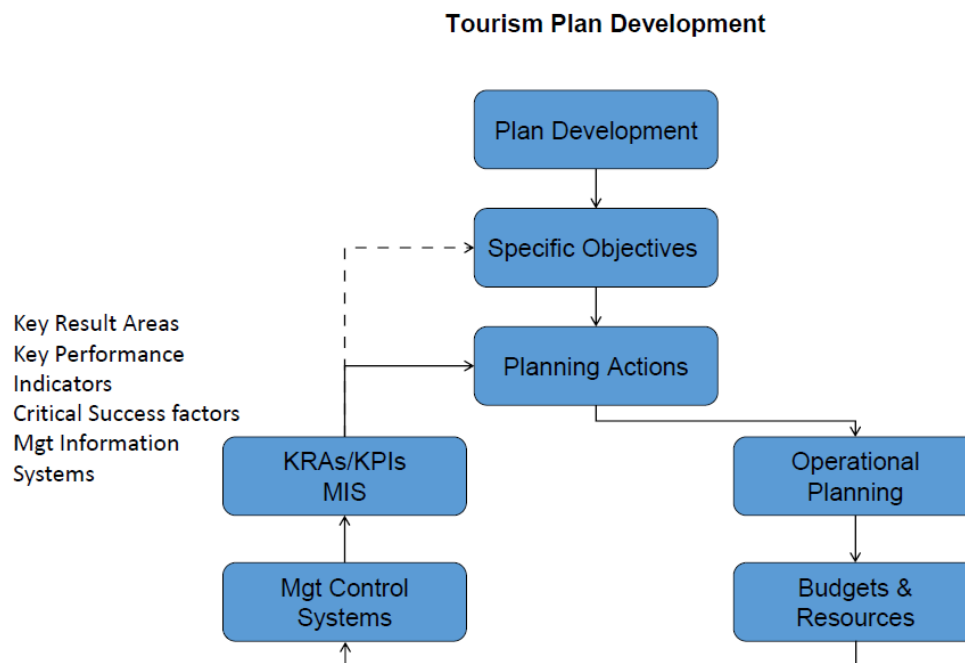 Tourism Plan Development
Plan Development
Specific Objectives
Planning Actions
Key Result Areas
Key Performance
Indicators
Critical Success factors
Mgt Information
Systems
KRAs/KPIs
MIS
Operational
Planning
Mgt Control
Systems
Budgets &
Resources